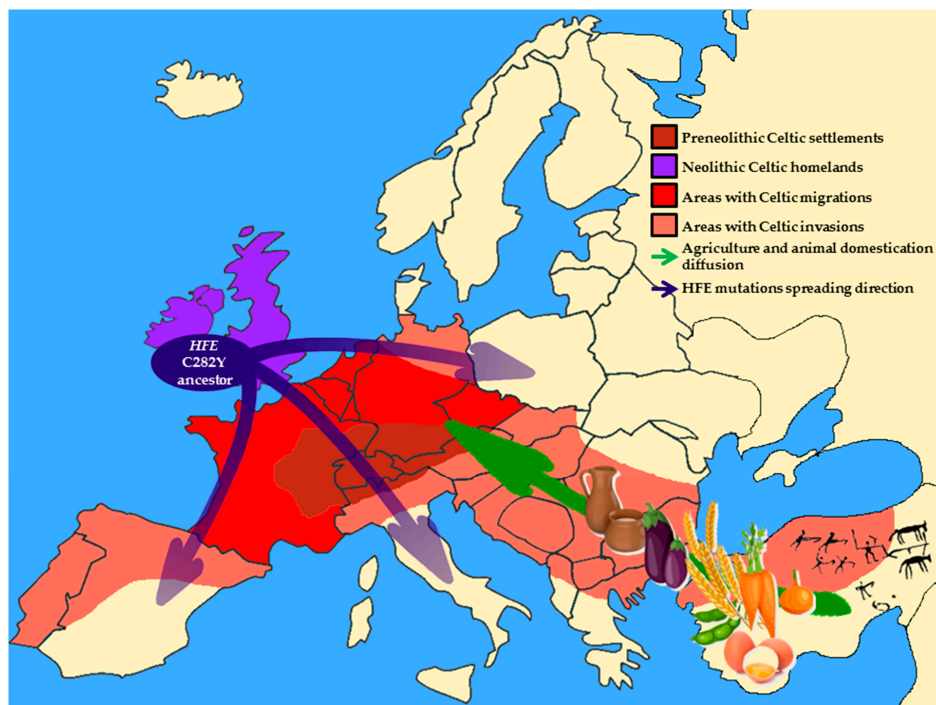 Preneolithic Celtic settlements
Neolithic Celtic homelands
Areas with Celtic migrations
Areas with Celtic invasions
Agriculture and animal domestication
diffusion
HFE mutations spreading direction
HFE
C282Y
ancestor